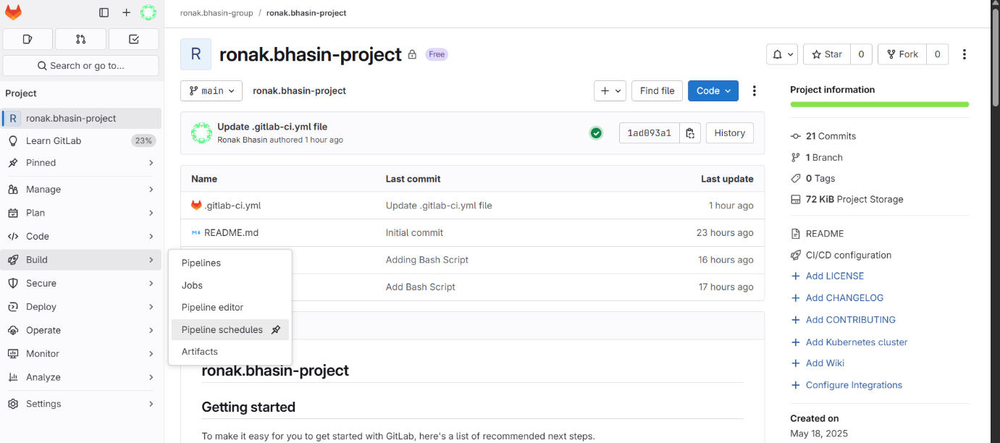 ronak.bhasin-group / ronak.bhasin-project
Search or go to...
Project
R ronak.bhasin-project
Learn GitLab 23%
Pinned
Manage
Plan
Code
Build
Secure
Deploy
Operate
Monitor
Analyze
Settings
Pipelines
Jobs
Pipeline editor
Pipeline schedules
Artifacts
R ronak.bhasin-project Free
Star 0
Fork 0
main ronak.bhasin-project
Find file
Code
Update .gitlab-ci.yml file
Ronak Bhasin authored 1 hour ago
1ad093a1
History
Name Last commit Last update
.gitlab-ci.yml Update .gitlab-ci.yml file 1 hour ago
README.md Initial commit 23 hours ago
Adding Bash Script 16 hours ago
Add Bash Script 17 hours ago
ronak.bhasin-project
Getting started
To make it easy for you to get started with GitLab, here's a list of recommended next steps.
Project information
21 Commits
1 Branch
0 Tags
72 KiB Project Storage
README
CI/CD configuration
+ Add LICENSE
+ Add CHANGELOG
+ Add CONTRIBUTING
+ Add Kubernetes cluster
+ Add Wiki
+ Configure Integrations
Created on
May 18, 2025